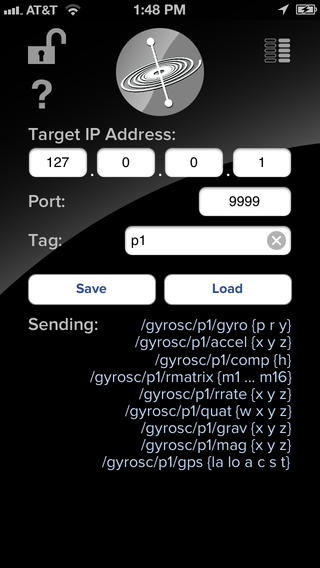 AT&T 1:48 PM
?
Target IP Address:
127 . 0 . 0 . 1
Port: 9999
Tag: p1
Save Load
Sending: /gyrosc/p1/gyro {p r y}
/gyrosc/p1/accel {x y z}
/gyrosc/p1/comp {h}
/gyrosc/p1/rmatrix {m1 ... m16}
/gyrosc/p1/rrate {x y z}
/gyrosc/p1/quat {w x y z}
/gyrosc/p1/grav {x y z}
/gyrosc/p1/mag {x y z}
/gyrosc/p1/gps {la lo a c s t}